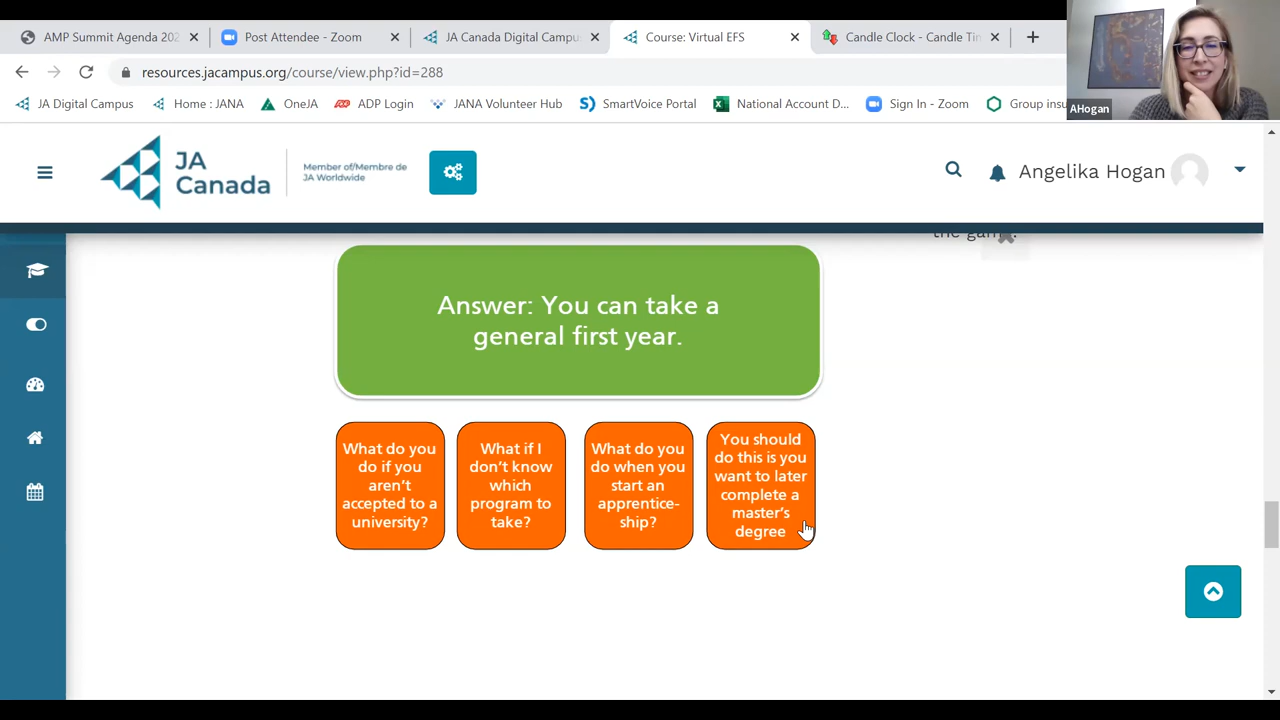 AMP Summit Agenda 202
Post Attendee - Zoom
JA Canada Digital Campu
Course: Virtual EFS
Candle Clock - Candle Tin
resources.jacampus.org/course/view.php?id=288
JA Digital Campus
Home : JANA
OneJA
ADP Login
JANA Volunteer Hub
SmartVoice Portal
National Account D...
Sign In - Zoom
Group insu
AHogan
JA
Canada
Member of/Membre de
JA Worldwide
Angelika Hogan
the game.
Answer: You can take a
general first year.
What do you
do if you
aren't
accepted to a
university?
What if I
don't know
which
program to
take?
What do you
do when you
start an
apprentice-
ship?
You should
do this is you
want to later
complete a
master's
degree